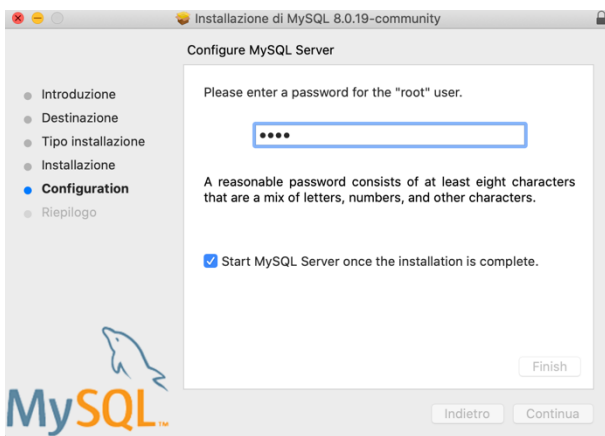 Installazione di MySQL 8.0.19-community
Configure MySQL Server
Introduzione
Destinazione
Tipo installazione
Installazione
Configuration
Riepilogo
Please enter a password for the "root" user.
••••
A reasonable password consists of at least eight characters
that are a mix of letters, numbers, and other characters.
Start MySQL Server once the installation is complete.
Finish
MySQL™
Indietro
Continua